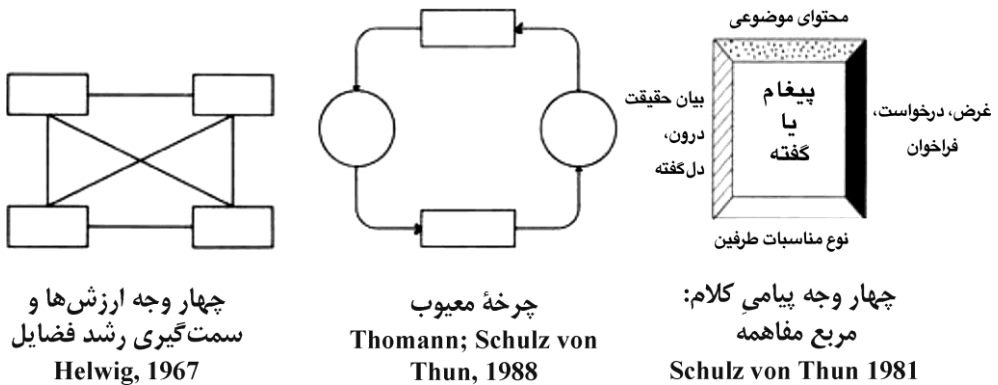 محتوای موضوعی
پیغام
یا
گفته
بیان حقیقت
درون،
دل‌گفته
غرض، درخواست،
فراخوان
نوع مناسبات طرفین
چهار وجه پیامیِ کلام:
مربع مفاهمه
Schulz von Thun 1981
چرخهٔ معیوب
Thomann; Schulz von
Thun, 1988
چهار وجه ارزش‌ها و
سمت‌گیری رشد فضایل
Helwig, 1967